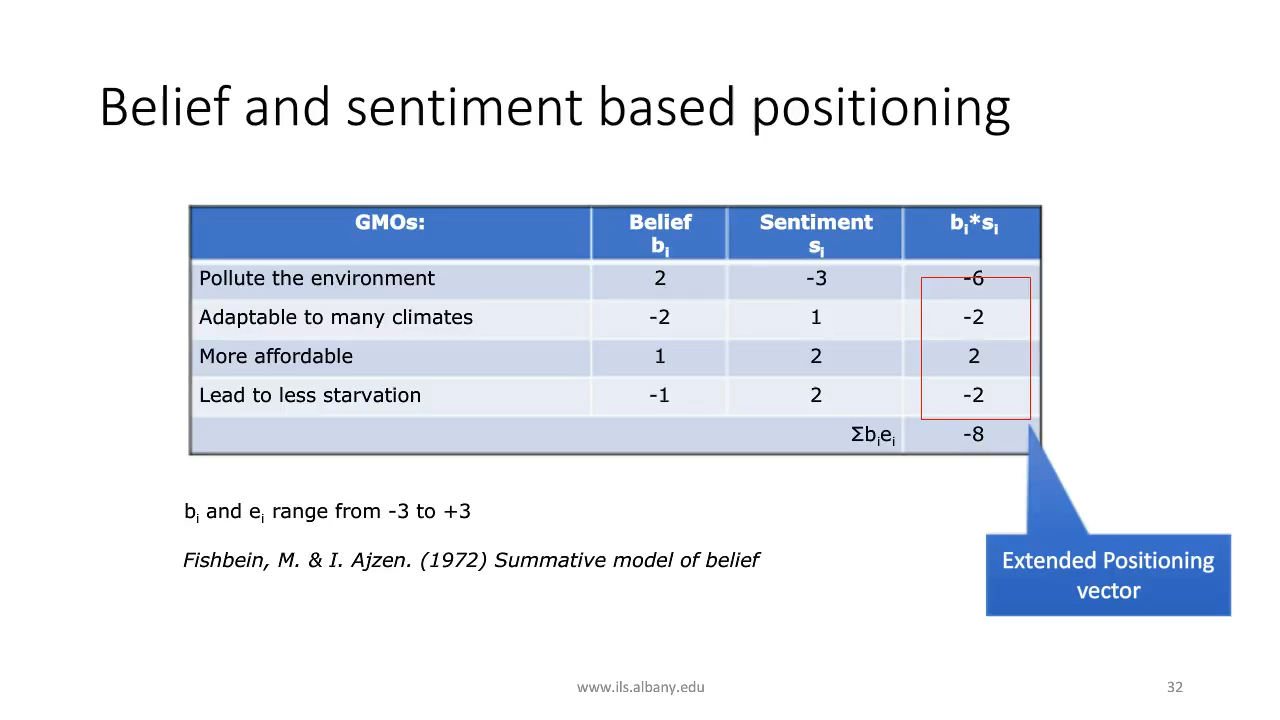 Belief and sentiment based positioning
GMOs: Belief bi Sentiment si bi*si
Pollute the environment 2 -3 -6
Adaptable to many climates -2 1 -2
More affordable 1 2 2
Lead to less starvation -1 2 -2
Σbiei -8
bi and ei range from -3 to +3
Fishbein, M. & I. Ajzen. (1972) Summative model of belief
Extended Positioning
vector
www.ils.albany.edu 32